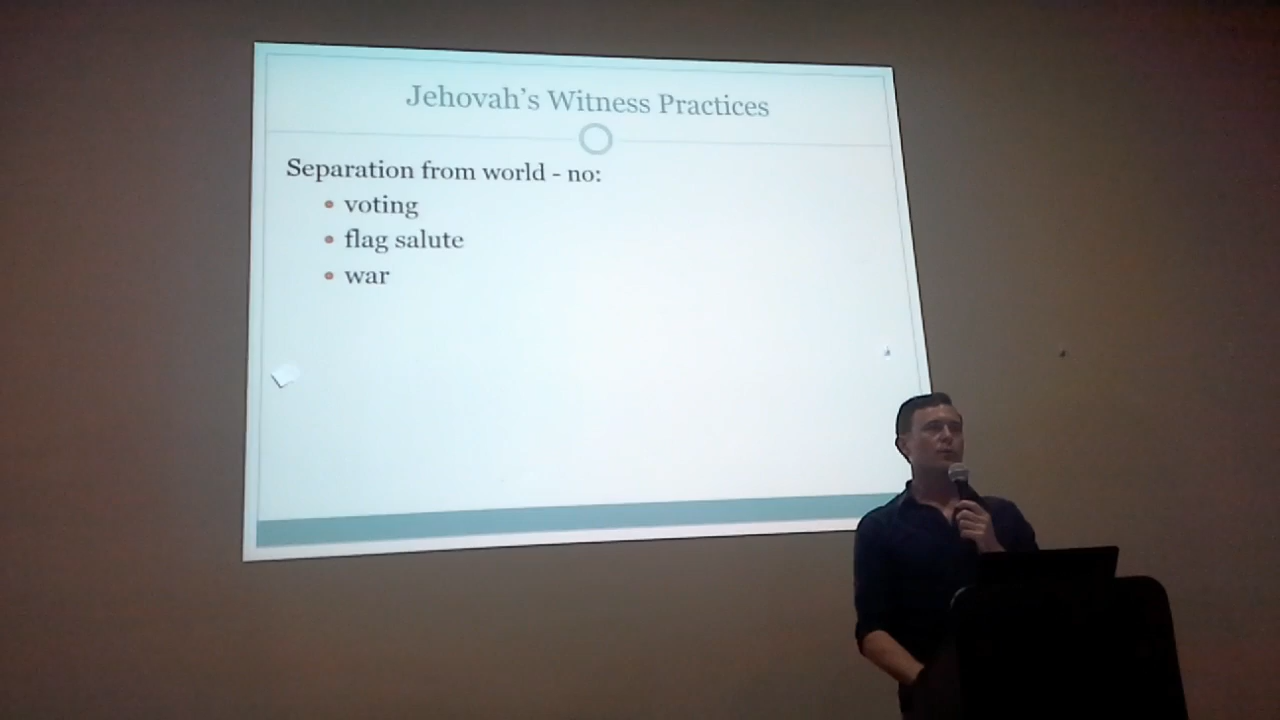 Jehovah's Witness Practices
Separation from world - no:
• voting
• flag salute
• war